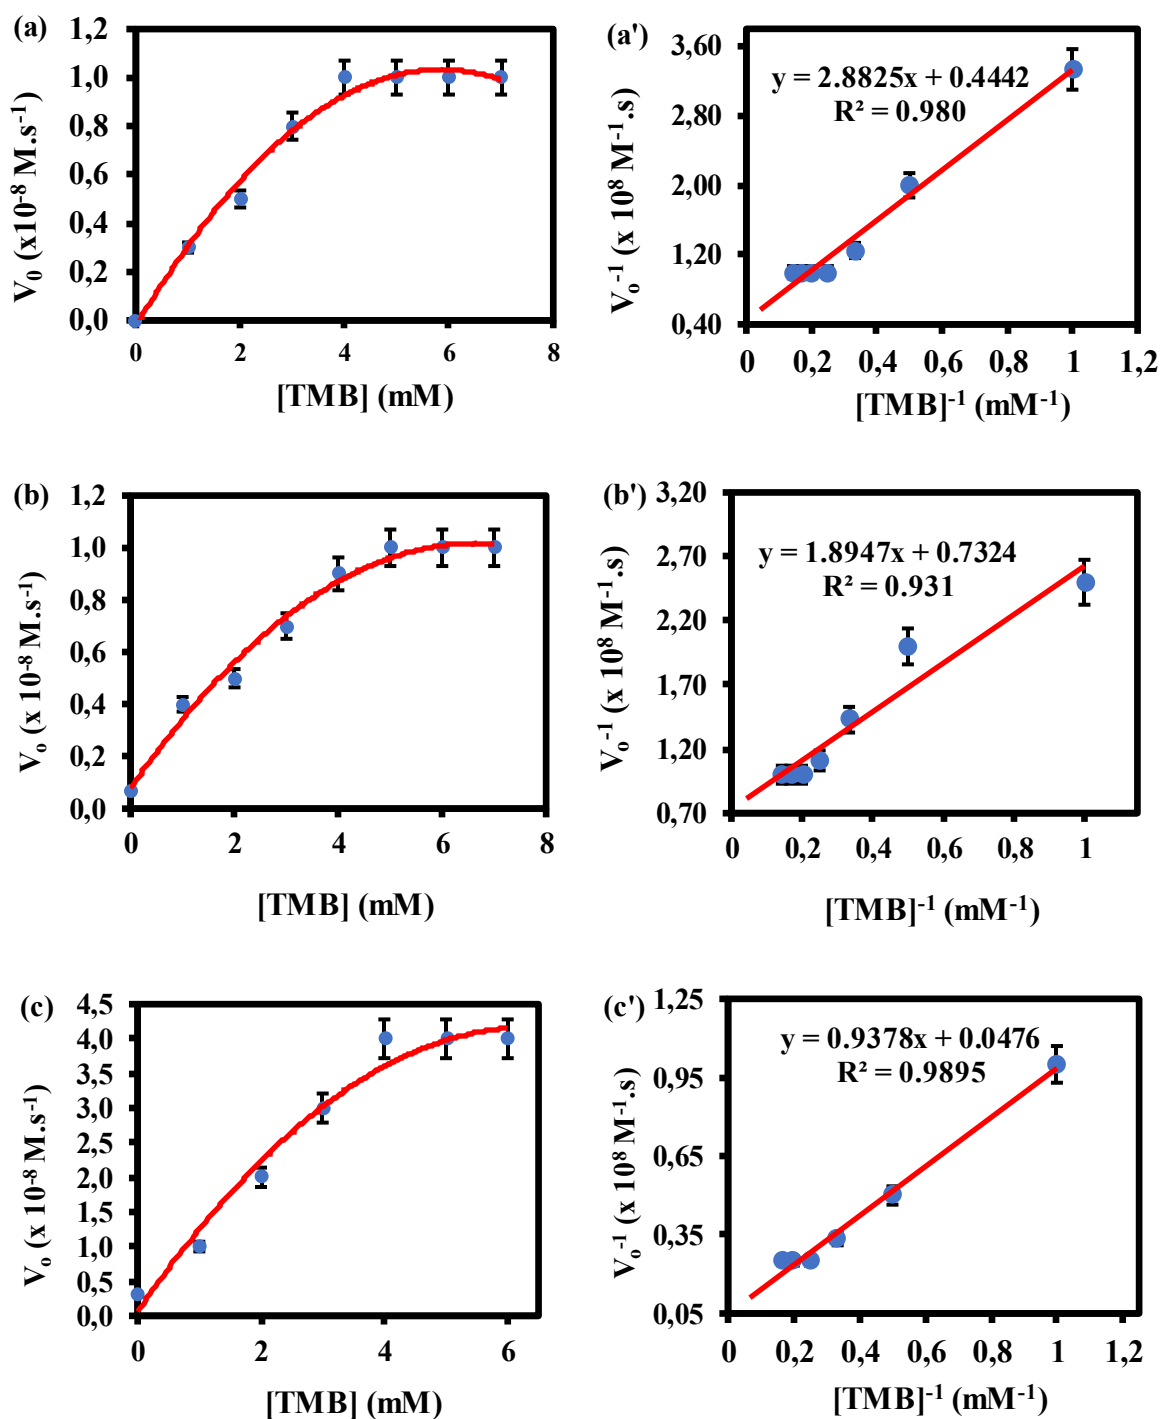 (a)
1,2
1,0
0,8
0,6
0,4
0,2
0,0
V₀ (x10⁻⁸ M.s⁻¹)
0 2 4 6 8
[TMB] (mM)
(a')
3,60
2,80
2,00
1,20
0,40
Vₒ⁻¹ (x 10⁸ M⁻¹.s)
y = 2.8825x + 0.4442
R² = 0.980
0 0,2 0,4 0,6 0,8 1 1,2
[TMB]⁻¹ (mM⁻¹)
(b)
1,2
1,0
0,8
0,6
0,4
0,2
0,0
Vₒ (x 10⁻⁸ M.s⁻¹)
0 2 4 6 8
[TMB] (mM)
(b')
3,20
2,70
2,20
1,70
1,20
0,70
Vₒ⁻¹ (x 10⁸ M⁻¹.s)
y = 1.8947x + 0.7324
R² = 0.931
0 0,2 0,4 0,6 0,8 1
[TMB]⁻¹ (mM⁻¹)
(c)
4,5
4,0
3,5
3,0
2,5
2,0
1,5
1,0
0,5
0,0
Vₒ (x 10⁻⁸ M.s⁻¹)
0 2 4 6
[TMB] (mM)
(c')
1,25
0,95
0,65
0,35
0,05
Vₒ⁻¹ (x 10⁸ M⁻¹.s)
y = 0.9378x + 0.0476
R² = 0.9895
0 0,2 0,4 0,6 0,8 1 1,2
[TMB]⁻¹ (mM⁻¹)